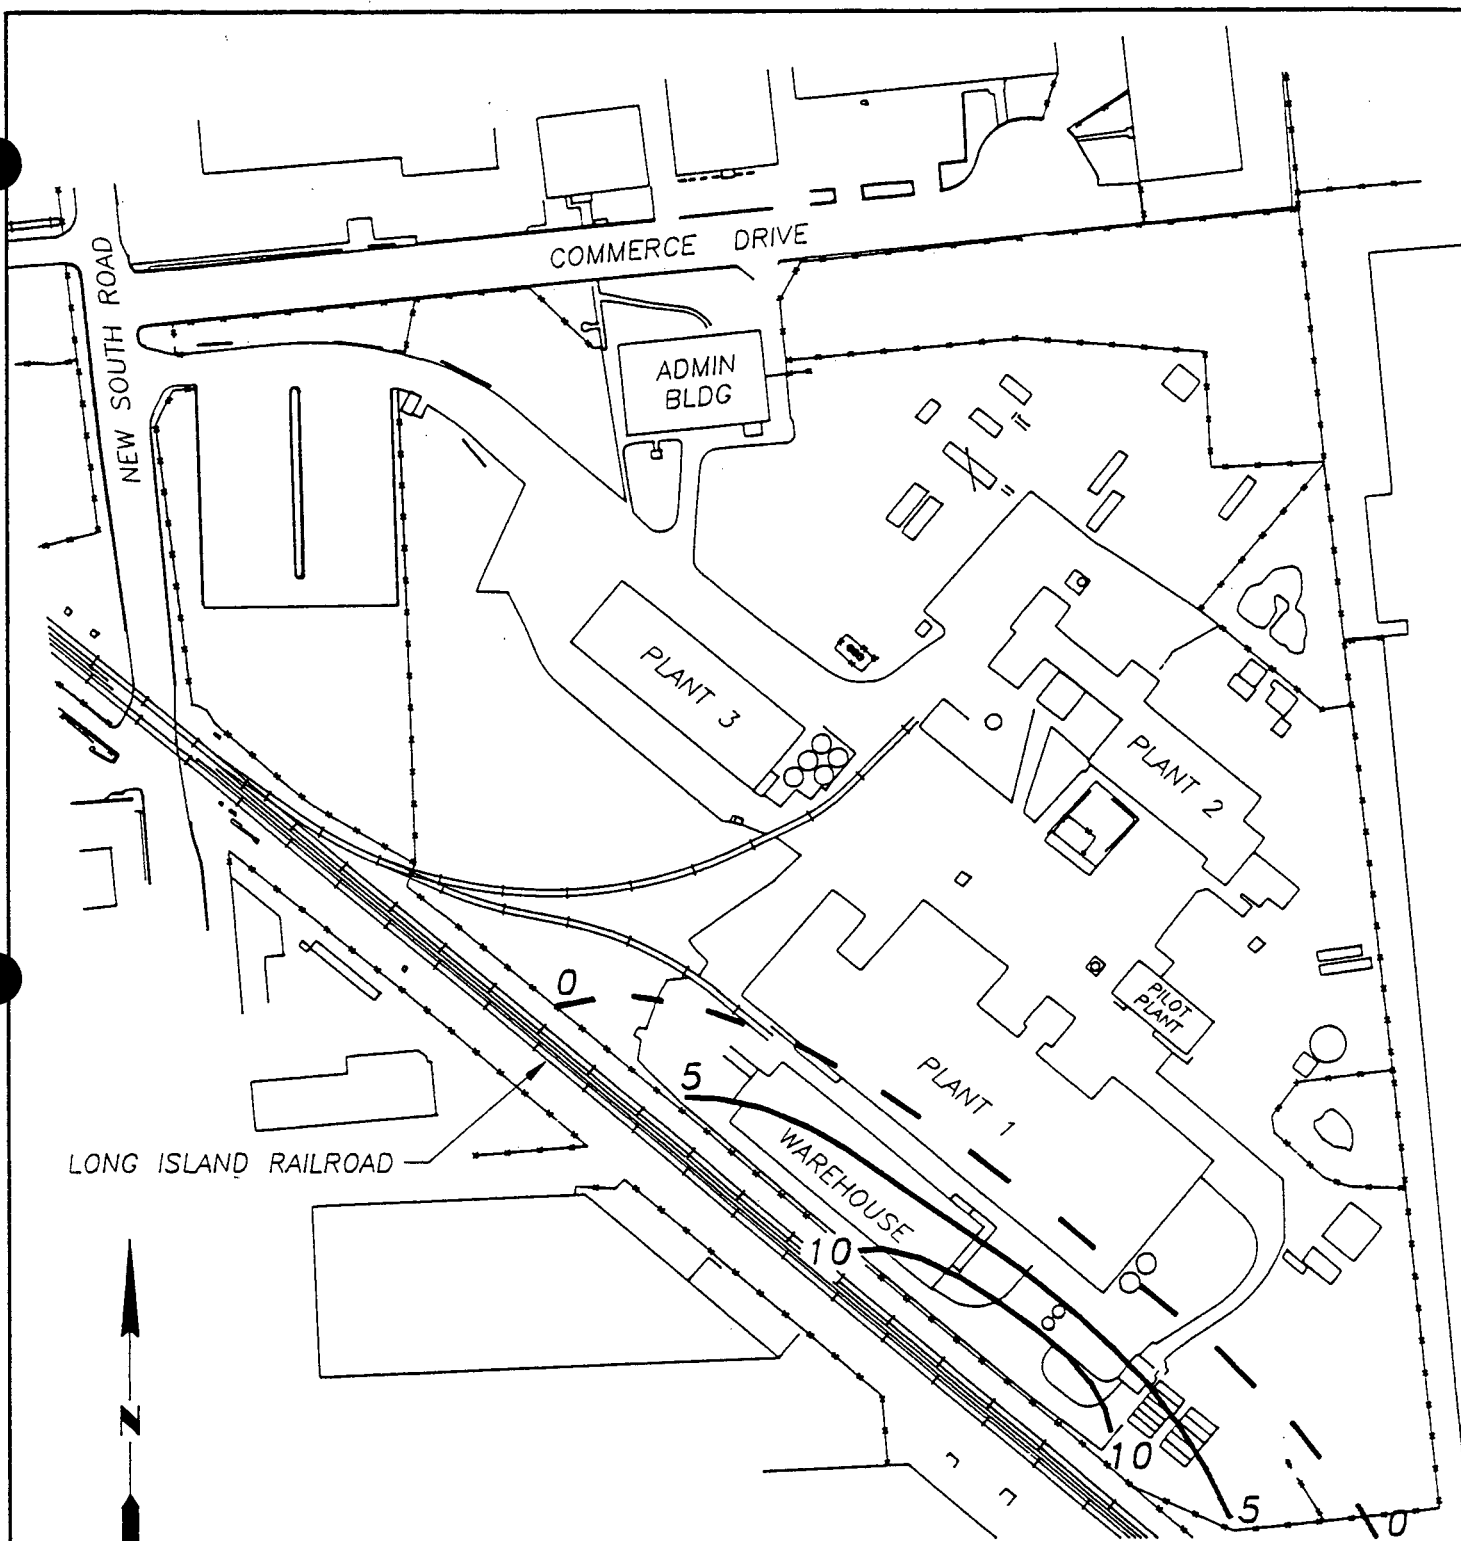 COMMERCE DRIVE
NEW SOUTH ROAD
ADMIN
BLDG
PLANT 3
PLANT 2
PILOT
PLANT
0
PLANT 1
5
WAREHOUSE
LONG ISLAND RAILROAD
10
N
10
5
0